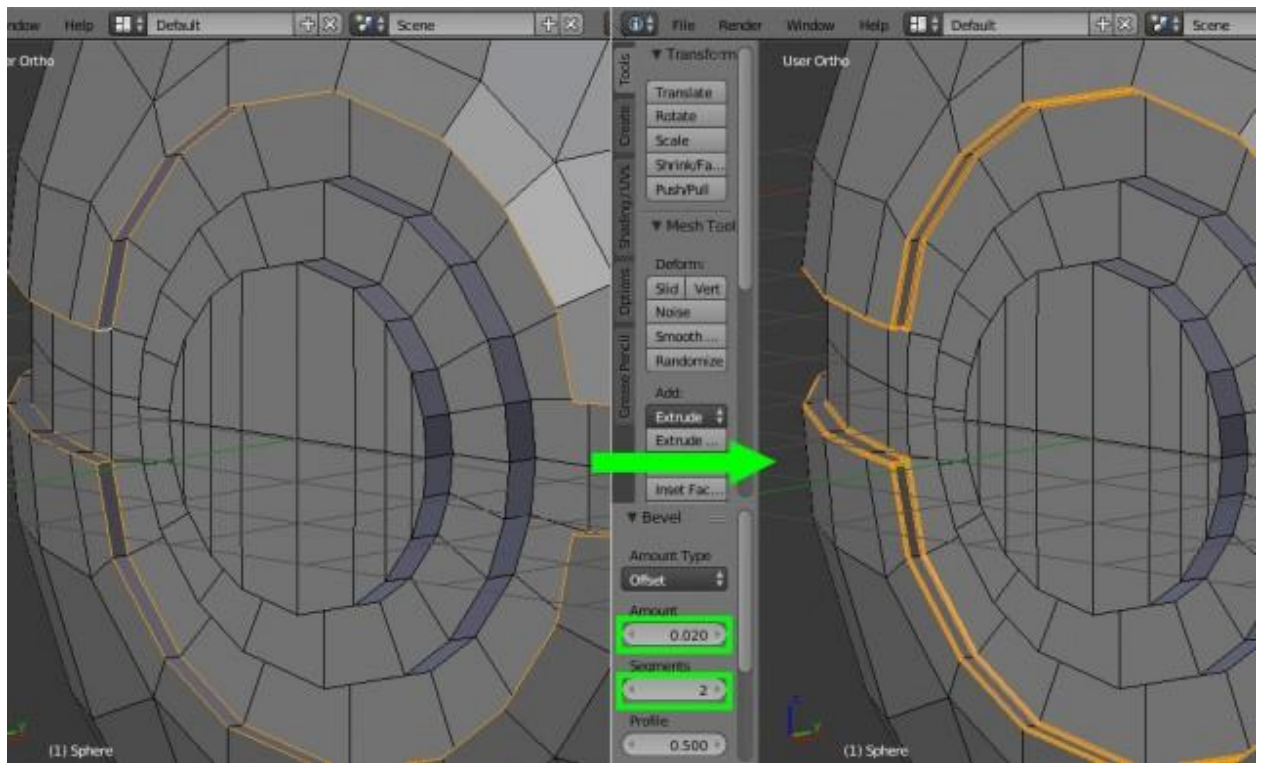 ndow Help Default Scene
er Ortho
(1) Sphere
File Render Window Help Default Scene
User Ortho
Tools
Create
Shading / UVs
Options
Grease Pencil
▼ Transform
Translate
Rotate
Scale
Shrink/Fa...
Push/Pull
▼ Mesh Tool
Deform:
Slid Vert
Noise
Smooth ...
Randomize
Add:
Extrude
Extrude ...
Inset Fac...
▼ Bevel
Amount Type
Offset
Amount
0.020
Segments
2
Profile
0.500
(1) Sphere